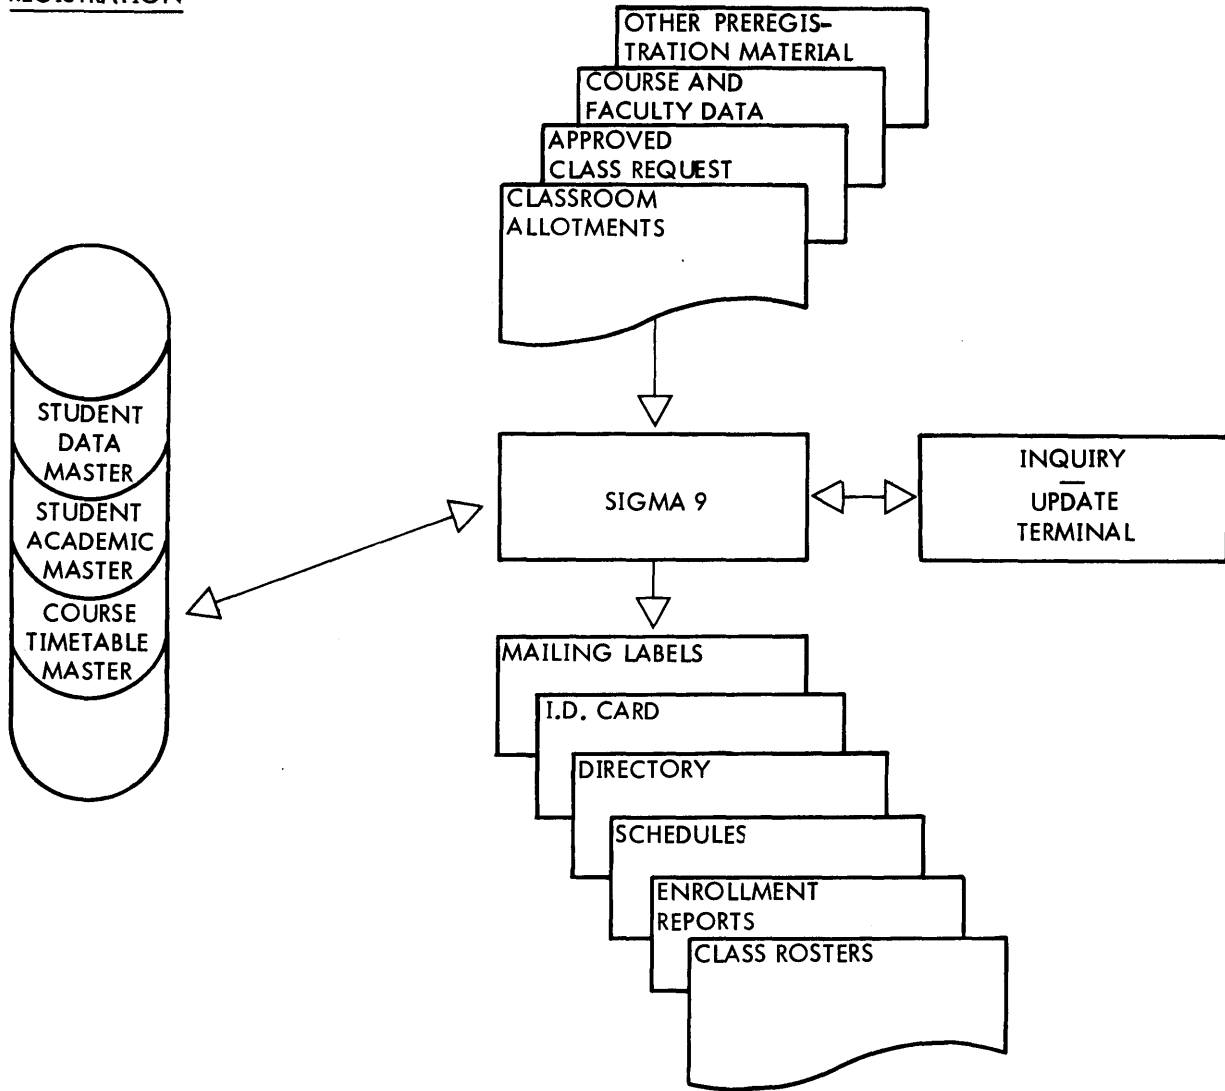 REGISTRATION
OTHER PREREGIS-
TRATION MATERIAL
COURSE AND
FACULTY DATA
APPROVED
CLASS REQUEST
CLASSROOM
ALLOTMENTS
STUDENT
DATA
MASTER
STUDENT
ACADEMIC
MASTER
COURSE
TIMETABLE
MASTER
SIGMA 9
INQUIRY
—
UPDATE
TERMINAL
MAILING LABELS
I.D. CARD
DIRECTORY
SCHEDULES
ENROLLMENT
REPORTS
CLASS ROSTERS